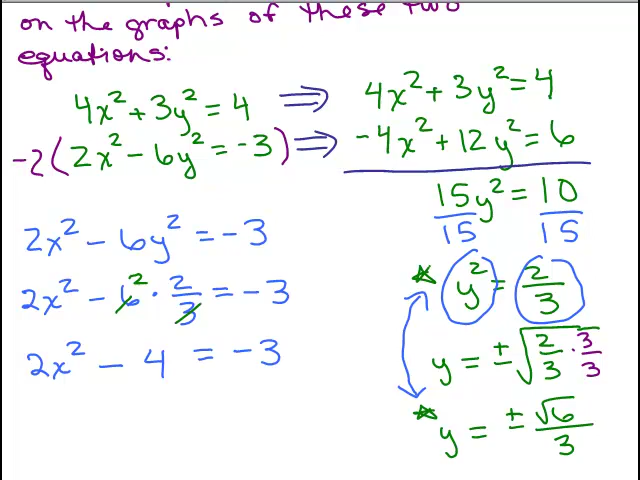 on the graphs of these two
equations:
4x² + 3y² = 4 ⟹ 4x² + 3y² = 4
-2(2x² - 6y² = -3) ⟹ -4x² + 12y² = 6
15y² = 10
15 15
2x² - 6y² = -3
y² = 2/3
2x² - 6² · 2/3 = -3
y = ±√(2/3 · 3/3)
2x² - 4 = -3
y = ±√6/3